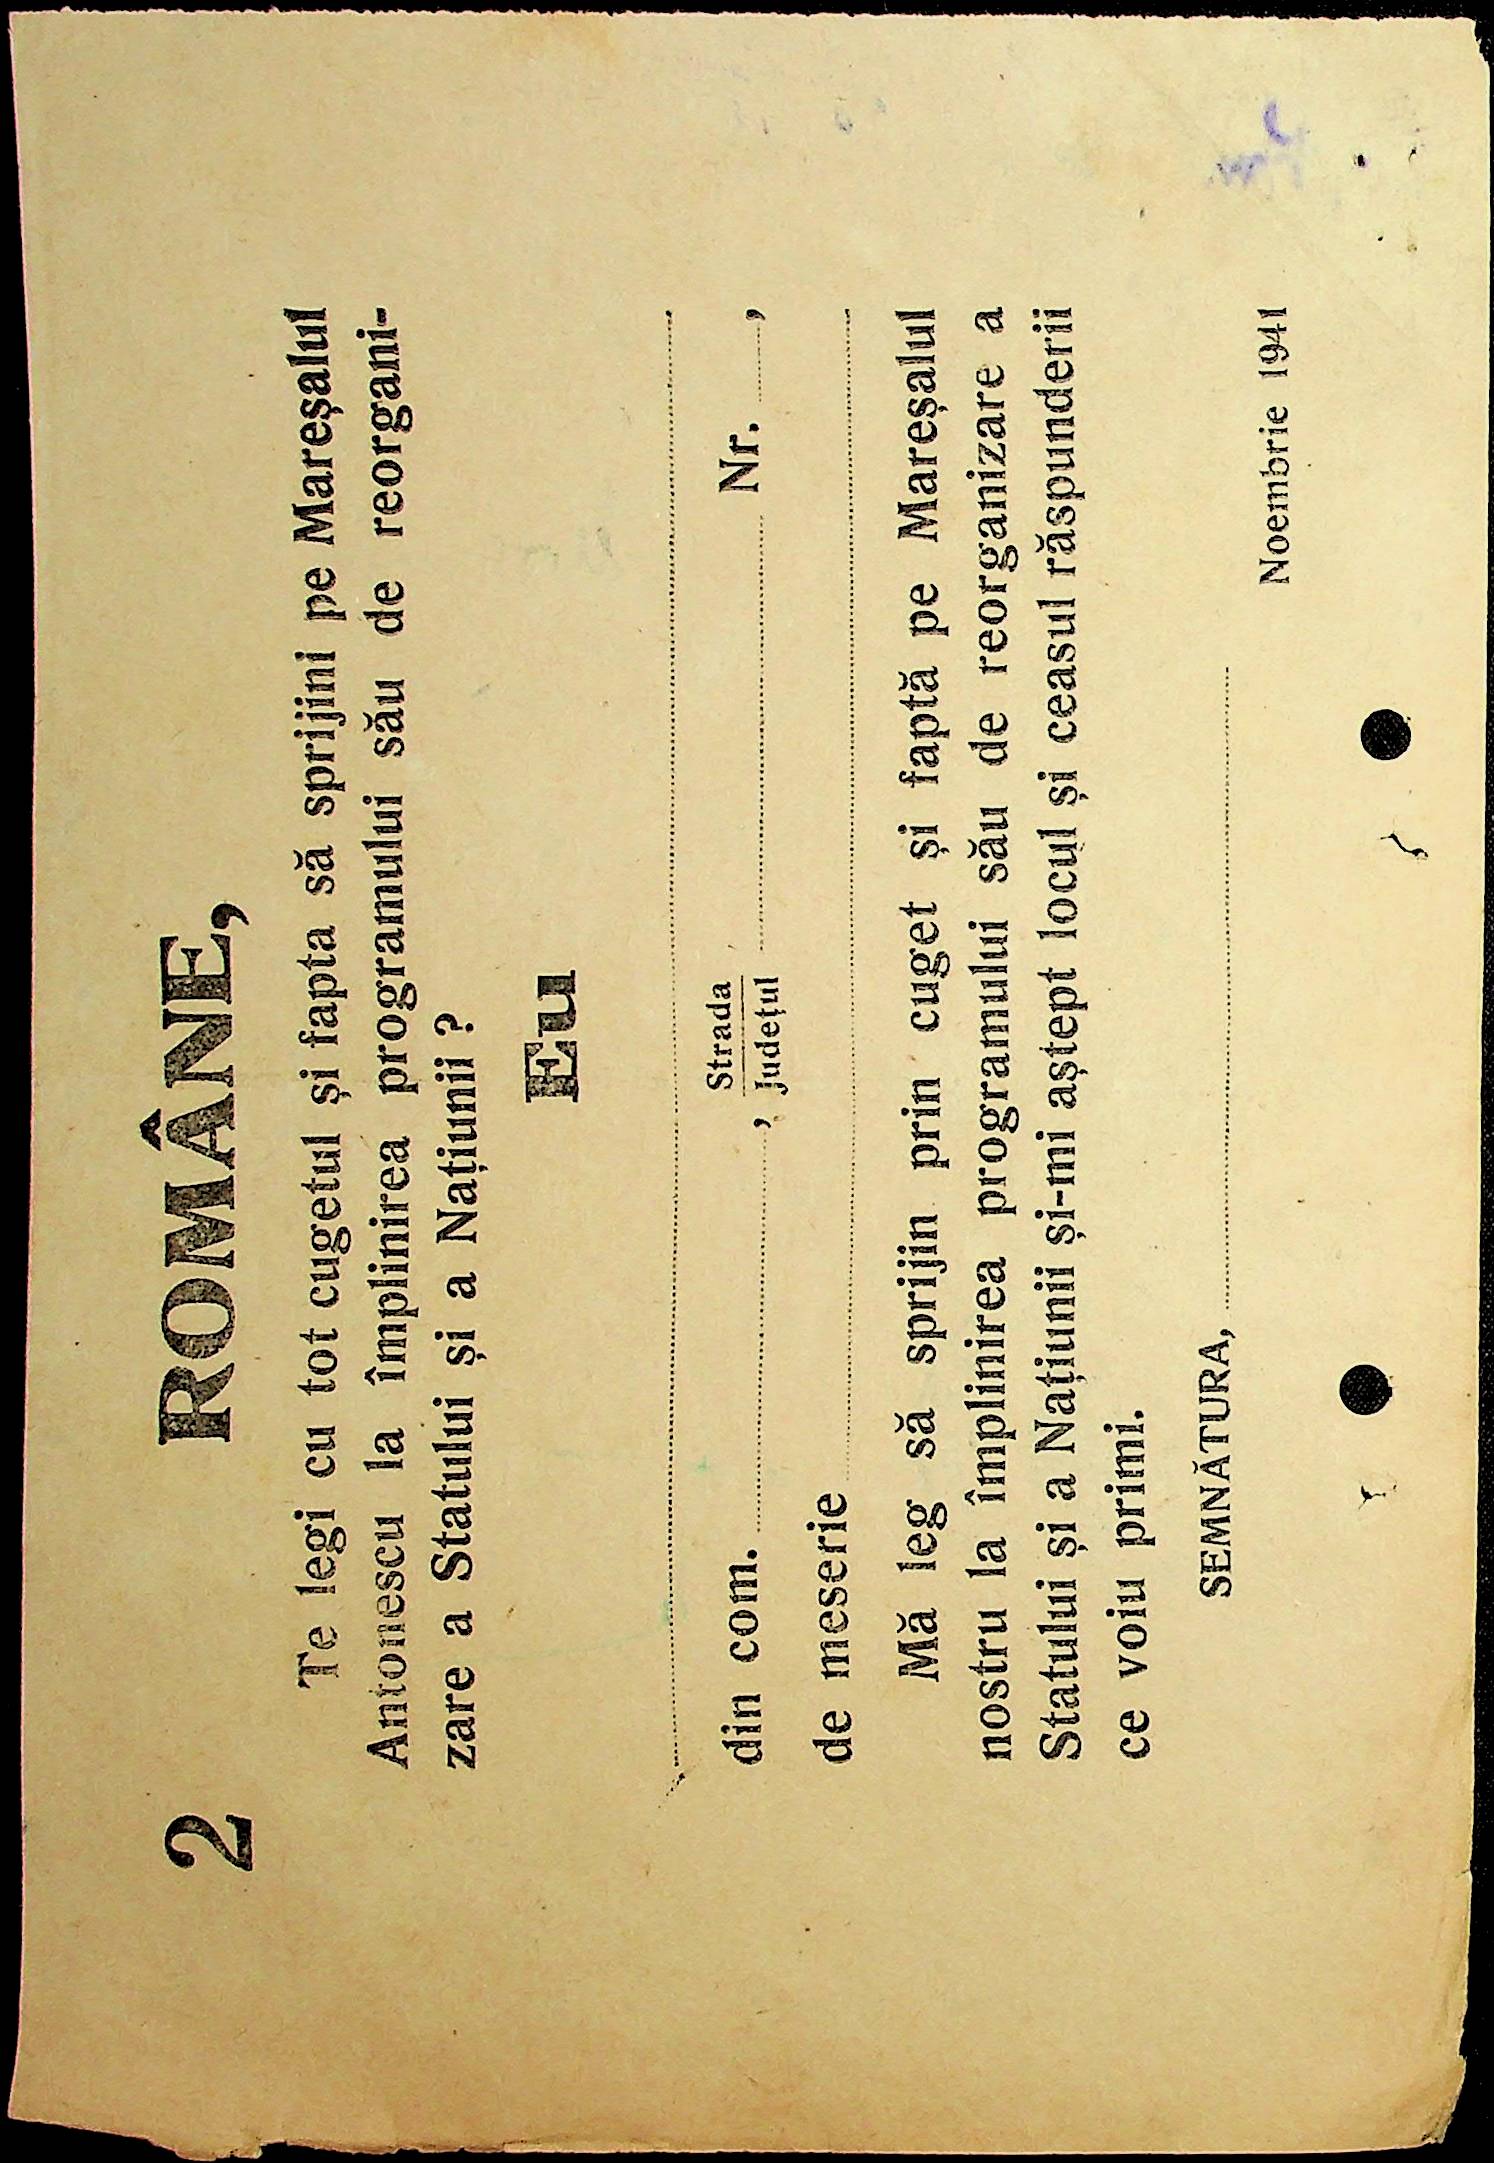 2
ROMÂNE,
Te legi cu tot cugetul și fapta să sprijini pe Mareșalul
Antonescu la împlinirea programului său de reorgani-
zare a Statului și a Națiunii ?
Eu
din com. , Strada Nr. ,
Județul
de meserie
Mă leg să sprijin prin cuget și faptă pe Mareșalul
nostru la împlinirea programului său de reorganizare a
Statului și a Națiunii și-mi aștept locul și ceasul răspunderii
ce voiu primi.
SEMNĂTURA,
Noembrie 1941